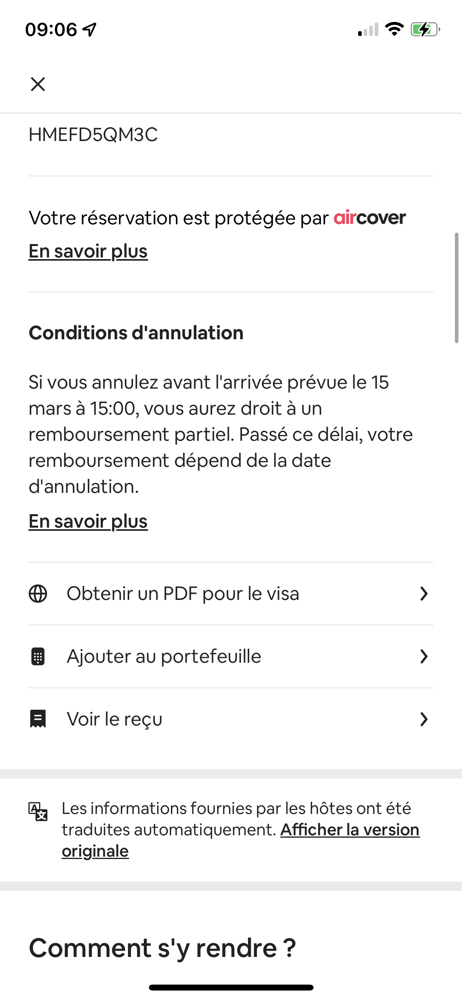 09:06
HMEFD5QM3C
Votre réservation est protégée par aircover
En savoir plus
Conditions d'annulation
Si vous annulez avant l'arrivée prévue le 15
mars à 15:00, vous aurez droit à un
remboursement partiel. Passé ce délai, votre
remboursement dépend de la date
d'annulation.
En savoir plus
Obtenir un PDF pour le visa
Ajouter au portefeuille
Voir le reçu
A
文
Les informations fournies par les hôtes ont été
traduites automatiquement. Afficher la version
originale
Comment s'y rendre ?